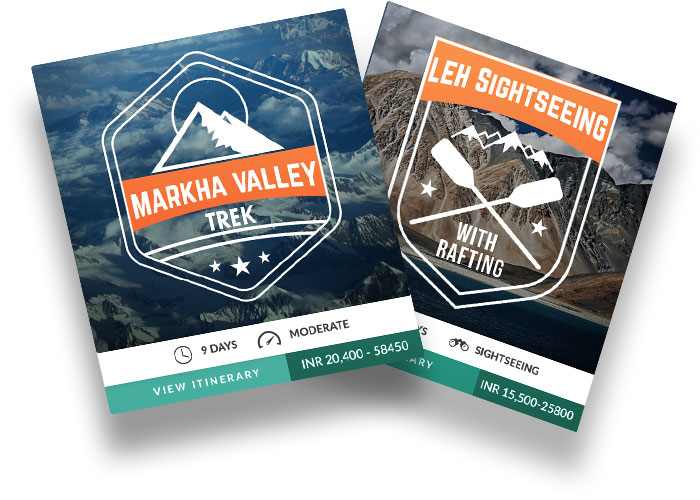 MARKHA VALLEY
TREK
9 DAYS
MODERATE
VIEW ITINERARY
INR 20,400 - 58450
LEH SIGHTSEEING
WITH
RAFTING
SIGHTSEEING
INR 15,500-25800